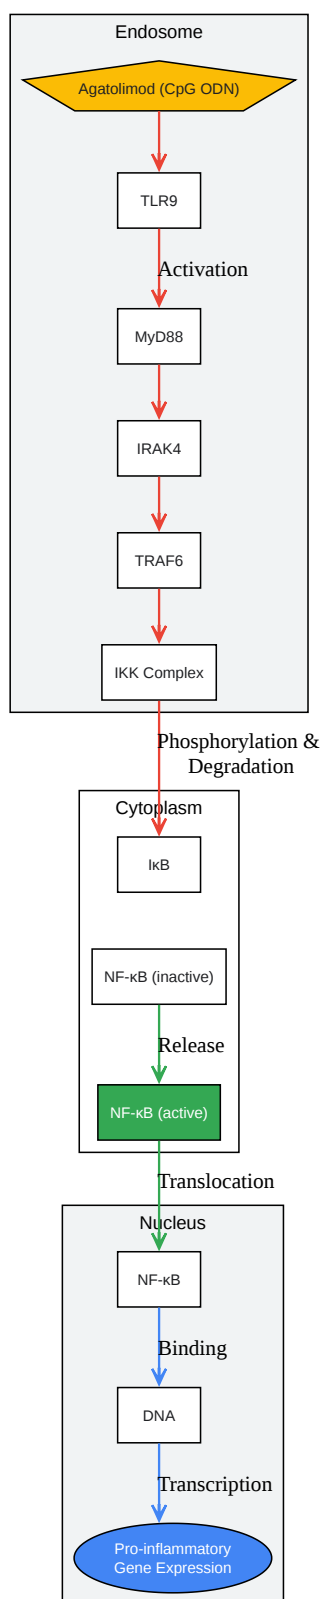 Endosome
Agatolimod (CpG ODN)
TLR9
Activation
MyD88
IRAK4
TRAF6
IKK Complex
Phosphorylation &
Degradation
Cytoplasm
IκB
NF-κB (inactive)
Release
NF-κB (active)
Translocation
Nucleus
NF-κB
Binding
DNA
Transcription
Pro-inflammatory
Gene Expression